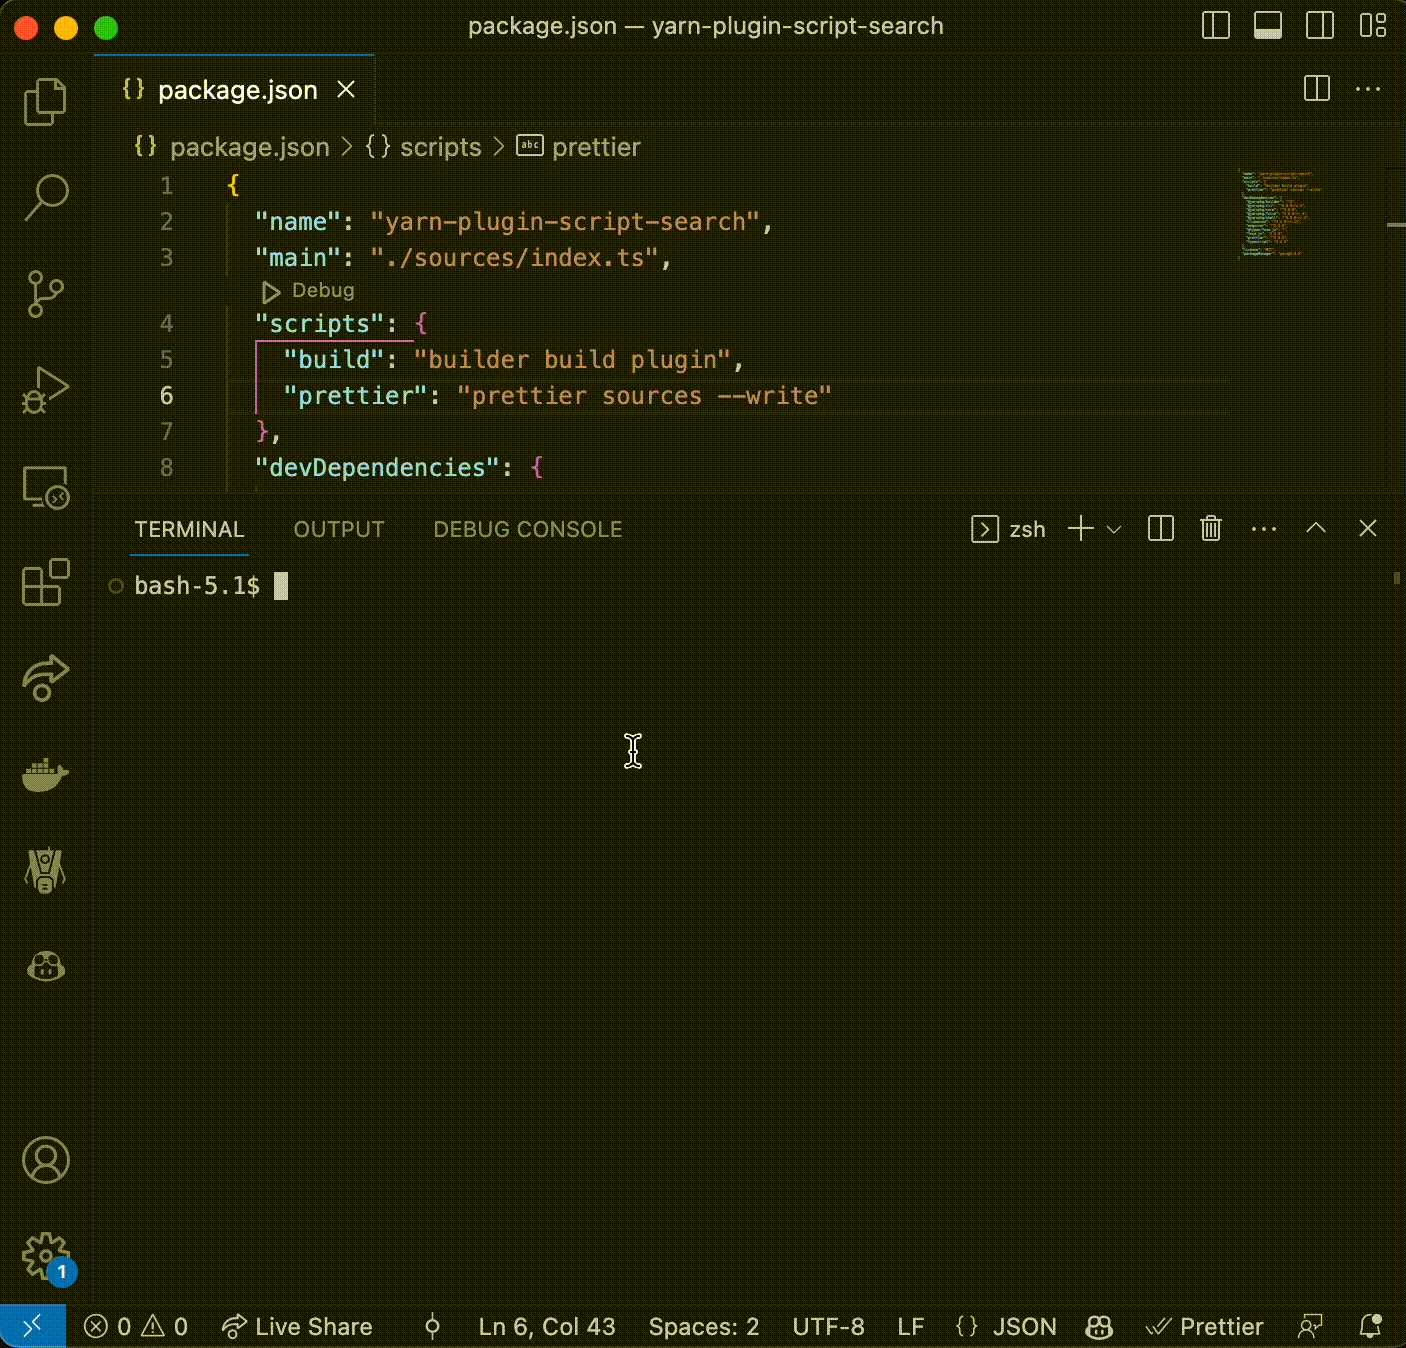 package.json — yarn-plugin-script-search
{} package.json
{} package.json > {} scripts > abc prettier
1 {
2 "name": "yarn-plugin-script-search",
3 "main": "./sources/index.ts",
Debug
4 "scripts": {
5 "build": "builder build plugin",
6 "prettier": "prettier sources --write"
7 },
8 "devDependencies": {
TERMINAL OUTPUT DEBUG CONSOLE zsh
bash-5.1$
1
0 0 Live Share Ln 6, Col 43 Spaces: 2 UTF-8 LF {} JSON Prettier